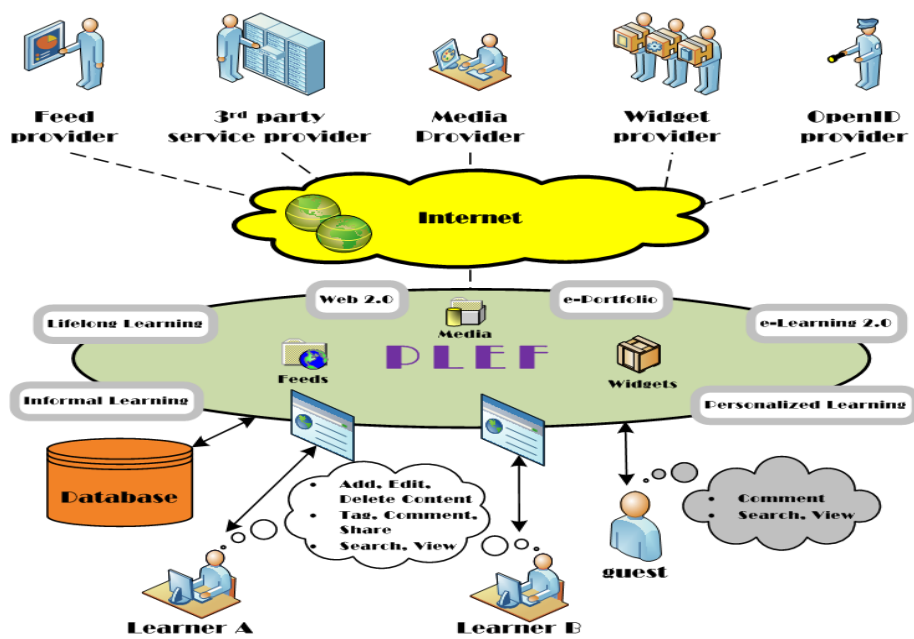 Feed
provider
3rd party
service provider
Media
Provider
Widget
provider
OpenID
provider
Internet
Web 2.0
e-Portfolio
Lifelong Learning
e-Learning 2.0
Media
PLEF
Feeds
Widgets
Informal Learning
Personalized Learning
Database
• Add, Edit,
Delete Content
• Tag, Comment,
Share
• Search, View
• Comment
• Search, View
guest
Learner A
Learner B